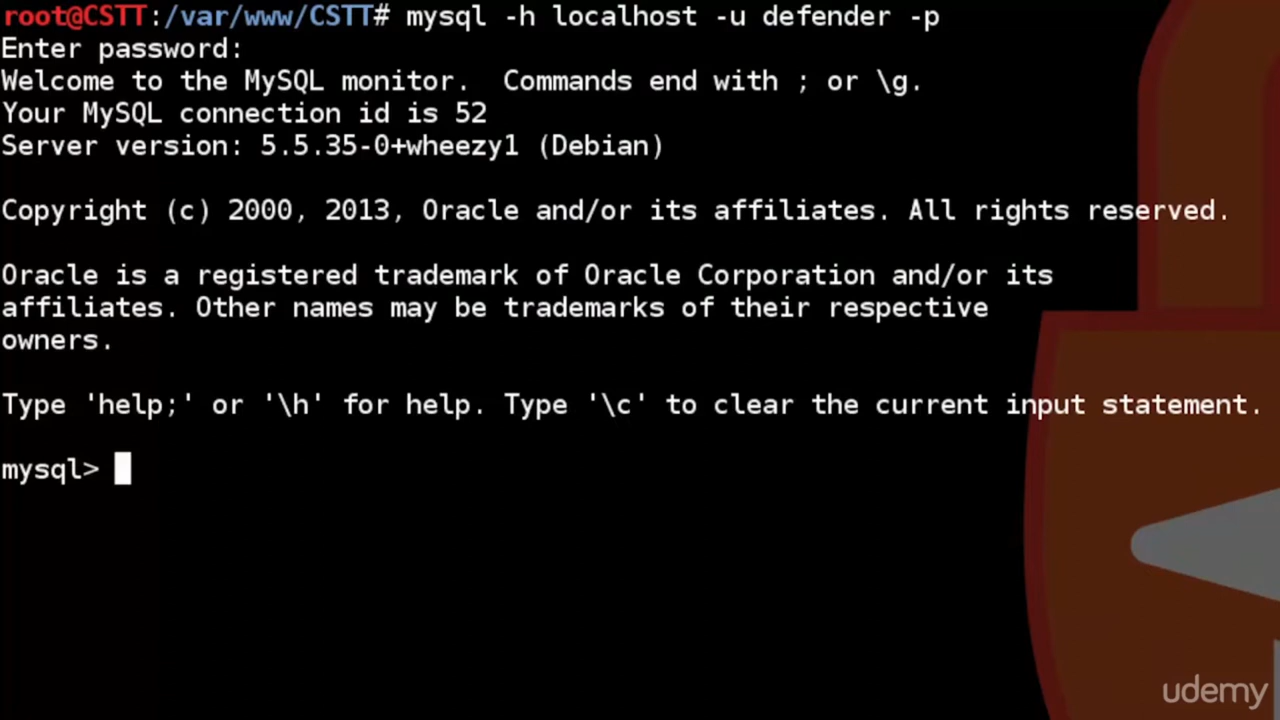 root@CSTT:/var/www/CSTT# mysql -h localhost -u defender -p
Enter password:
Welcome to the MySQL monitor.  Commands end with ; or \g.
Your MySQL connection id is 52
Server version: 5.5.35-0+wheezy1 (Debian)
Copyright (c) 2000, 2013, Oracle and/or its affiliates. All rights reserved.
Oracle is a registered trademark of Oracle Corporation and/or its
affiliates. Other names may be trademarks of their respective
owners.
Type 'help;' or '\h' for help. Type '\c' to clear the current input statement.
mysql>
udemy